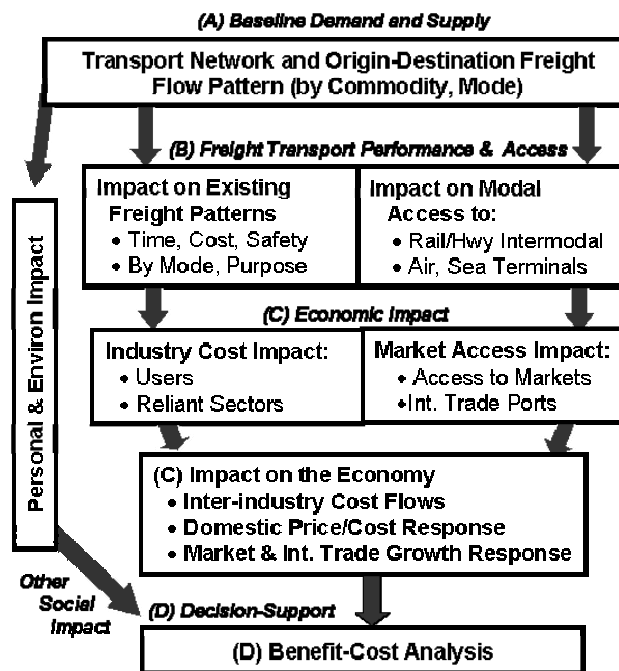 (A) Baseline Demand and Supply
Transport Network and Origin-Destination Freight
Flow Pattern (by Commodity, Mode)
(B) Freight Transport Performance & Access
Impact on Existing
Freight Patterns
• Time, Cost, Safety
• By Mode, Purpose
Impact on Modal
Access to:
• Rail/Hwy Intermodal
• Air, Sea Terminals
Personal & Environ Impact
(C) Economic Impact
Industry Cost Impact:
• Users
• Reliant Sectors
Market Access Impact:
• Access to Markets
•Int. Trade Ports
(C) Impact on the Economy
• Inter-industry Cost Flows
• Domestic Price/Cost Response
• Market & Int. Trade Growth Response
Other
Social
Impact
(D) Decision-Support
(D) Benefit-Cost Analysis